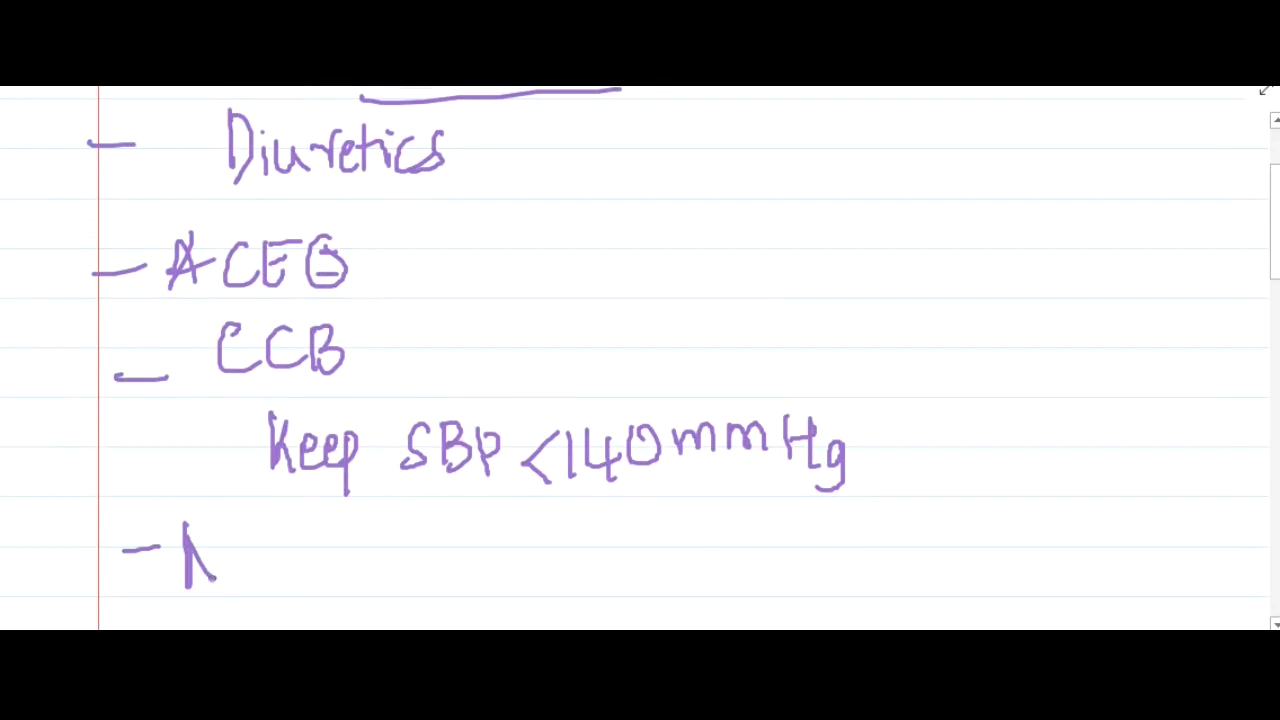 - Diuretics
- ACE
- CCB
Keep SBP <140mmHg
-